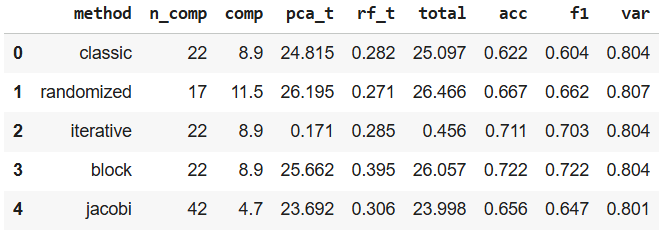 method n_comp comp pca_t rf_t total acc f1 var
0 classic 22 8.9 24.815 0.282 25.097 0.622 0.604 0.804
1 randomized 17 11.5 26.195 0.271 26.466 0.667 0.662 0.807
2 iterative 22 8.9 0.171 0.285 0.456 0.711 0.703 0.804
3 block 22 8.9 25.662 0.395 26.057 0.722 0.722 0.804
4 jacobi 42 4.7 23.692 0.306 23.998 0.656 0.647 0.801